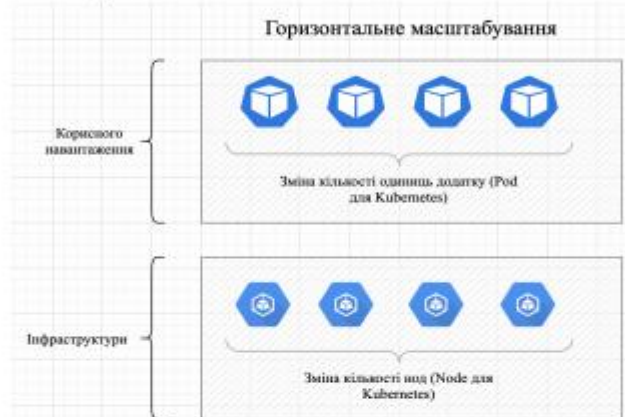 Горизонтальне масштабування
Корисного
навантаження
Зміна кількості одиниць додатку (Pod
для Kubernetes)
Інфраструктури
Зміна кількості нод (Node для
Kubernetes)